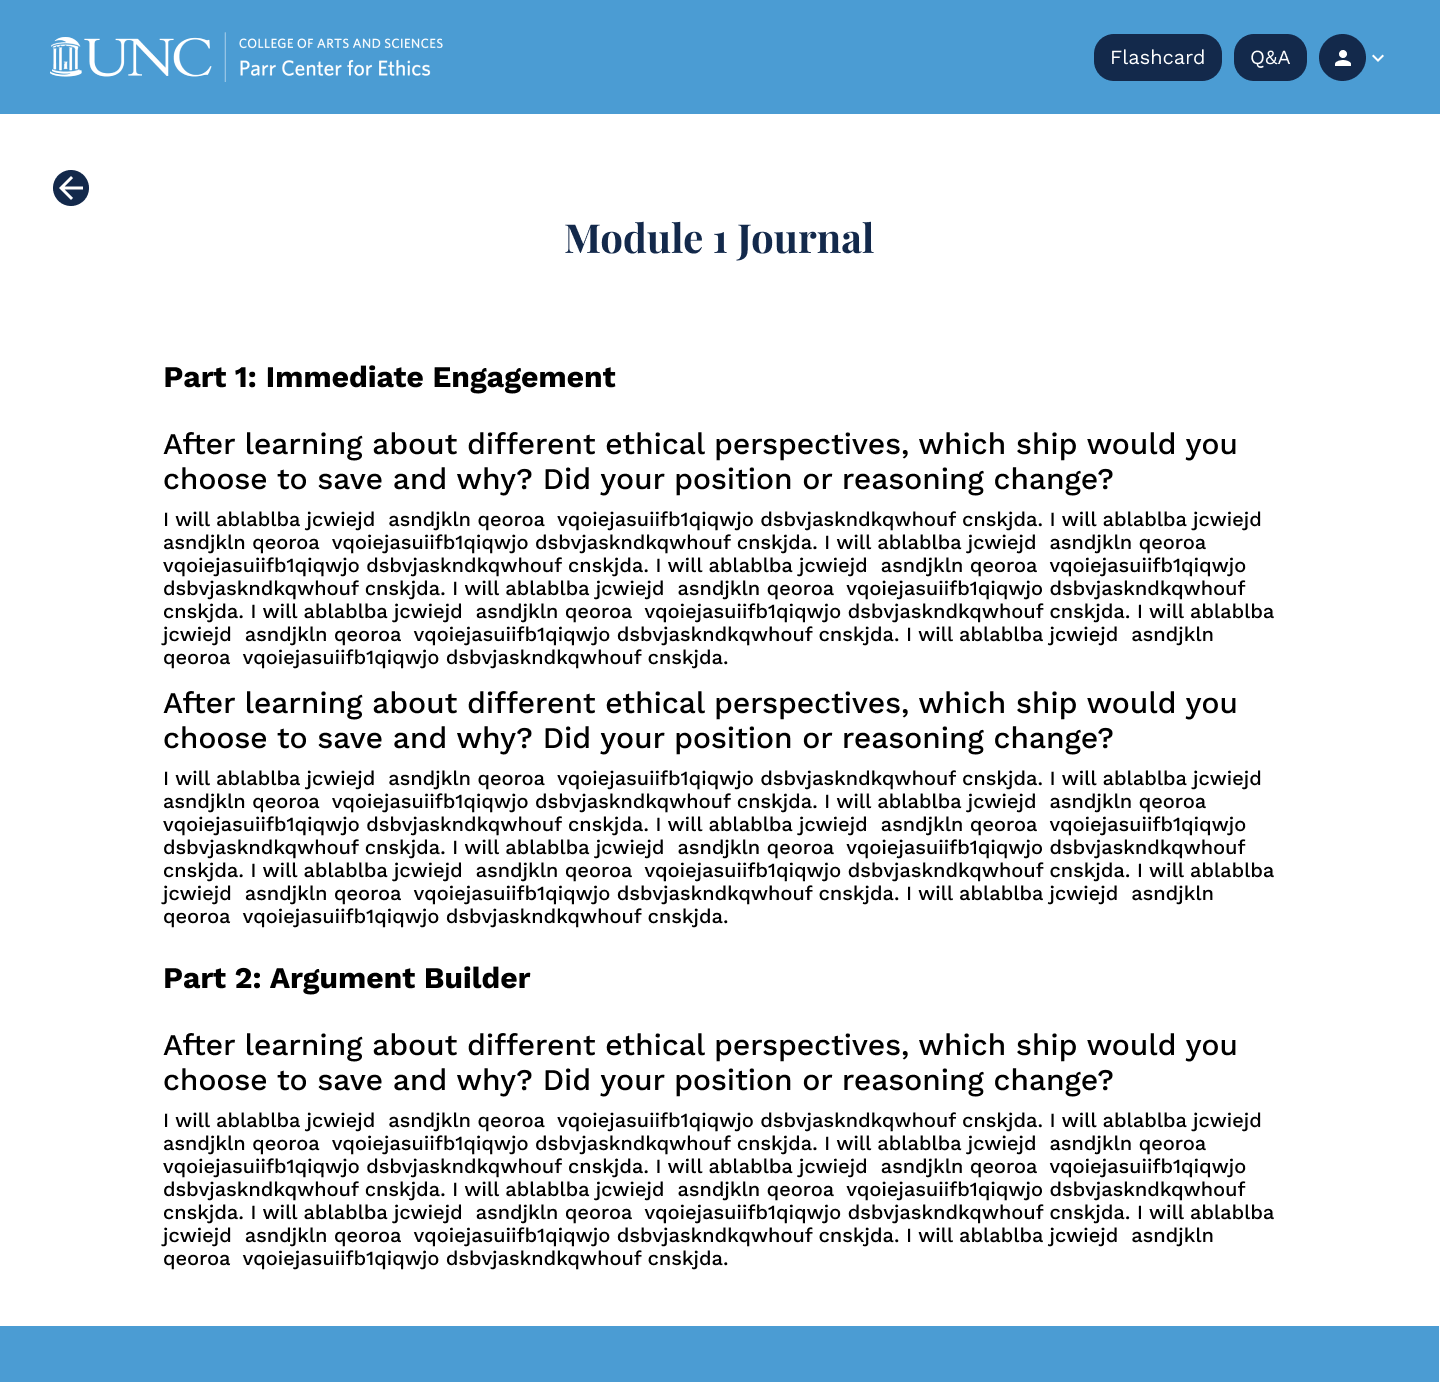 UNC
COLLEGE OF ARTS AND SCIENCES
Parr Center for Ethics
Flashcard
Q&A
Module 1 Journal
Part 1: Immediate Engagement
After learning about different ethical perspectives, which ship would you
choose to save and why? Did your position or reasoning change?
I will ablablba jcwiejd  asndjkln qeoroa  vqoiejasuiifb1qiqwjo dsbvjaskndkqwhouf cnskjda. I will ablablba jcwiejd
asndjkln qeoroa  vqoiejasuiifb1qiqwjo dsbvjaskndkqwhouf cnskjda. I will ablablba jcwiejd  asndjkln qeoroa
vqoiejasuiifb1qiqwjo dsbvjaskndkqwhouf cnskjda. I will ablablba jcwiejd  asndjkln qeoroa  vqoiejasuiifb1qiqwjo
dsbvjaskndkqwhouf cnskjda. I will ablablba jcwiejd  asndjkln qeoroa  vqoiejasuiifb1qiqwjo dsbvjaskndkqwhouf
cnskjda. I will ablablba jcwiejd  asndjkln qeoroa  vqoiejasuiifb1qiqwjo dsbvjaskndkqwhouf cnskjda. I will ablablba
jcwiejd  asndjkln qeoroa  vqoiejasuiifb1qiqwjo dsbvjaskndkqwhouf cnskjda. I will ablablba jcwiejd  asndjkln
qeoroa  vqoiejasuiifb1qiqwjo dsbvjaskndkqwhouf cnskjda.
After learning about different ethical perspectives, which ship would you
choose to save and why? Did your position or reasoning change?
I will ablablba jcwiejd  asndjkln qeoroa  vqoiejasuiifb1qiqwjo dsbvjaskndkqwhouf cnskjda. I will ablablba jcwiejd
asndjkln qeoroa  vqoiejasuiifb1qiqwjo dsbvjaskndkqwhouf cnskjda. I will ablablba jcwiejd  asndjkln qeoroa
vqoiejasuiifb1qiqwjo dsbvjaskndkqwhouf cnskjda. I will ablablba jcwiejd  asndjkln qeoroa  vqoiejasuiifb1qiqwjo
dsbvjaskndkqwhouf cnskjda. I will ablablba jcwiejd  asndjkln qeoroa  vqoiejasuiifb1qiqwjo dsbvjaskndkqwhouf
cnskjda. I will ablablba jcwiejd  asndjkln qeoroa  vqoiejasuiifb1qiqwjo dsbvjaskndkqwhouf cnskjda. I will ablablba
jcwiejd  asndjkln qeoroa  vqoiejasuiifb1qiqwjo dsbvjaskndkqwhouf cnskjda. I will ablablba jcwiejd  asndjkln
qeoroa  vqoiejasuiifb1qiqwjo dsbvjaskndkqwhouf cnskjda.
Part 2: Argument Builder
After learning about different ethical perspectives, which ship would you
choose to save and why? Did your position or reasoning change?
I will ablablba jcwiejd  asndjkln qeoroa  vqoiejasuiifb1qiqwjo dsbvjaskndkqwhouf cnskjda. I will ablablba jcwiejd
asndjkln qeoroa  vqoiejasuiifb1qiqwjo dsbvjaskndkqwhouf cnskjda. I will ablablba jcwiejd  asndjkln qeoroa
vqoiejasuiifb1qiqwjo dsbvjaskndkqwhouf cnskjda. I will ablablba jcwiejd  asndjkln qeoroa  vqoiejasuiifb1qiqwjo
dsbvjaskndkqwhouf cnskjda. I will ablablba jcwiejd  asndjkln qeoroa  vqoiejasuiifb1qiqwjo dsbvjaskndkqwhouf
cnskjda. I will ablablba jcwiejd  asndjkln qeoroa  vqoiejasuiifb1qiqwjo dsbvjaskndkqwhouf cnskjda. I will ablablba
jcwiejd  asndjkln qeoroa  vqoiejasuiifb1qiqwjo dsbvjaskndkqwhouf cnskjda. I will ablablba jcwiejd  asndjkln
qeoroa  vqoiejasuiifb1qiqwjo dsbvjaskndkqwhouf cnskjda.